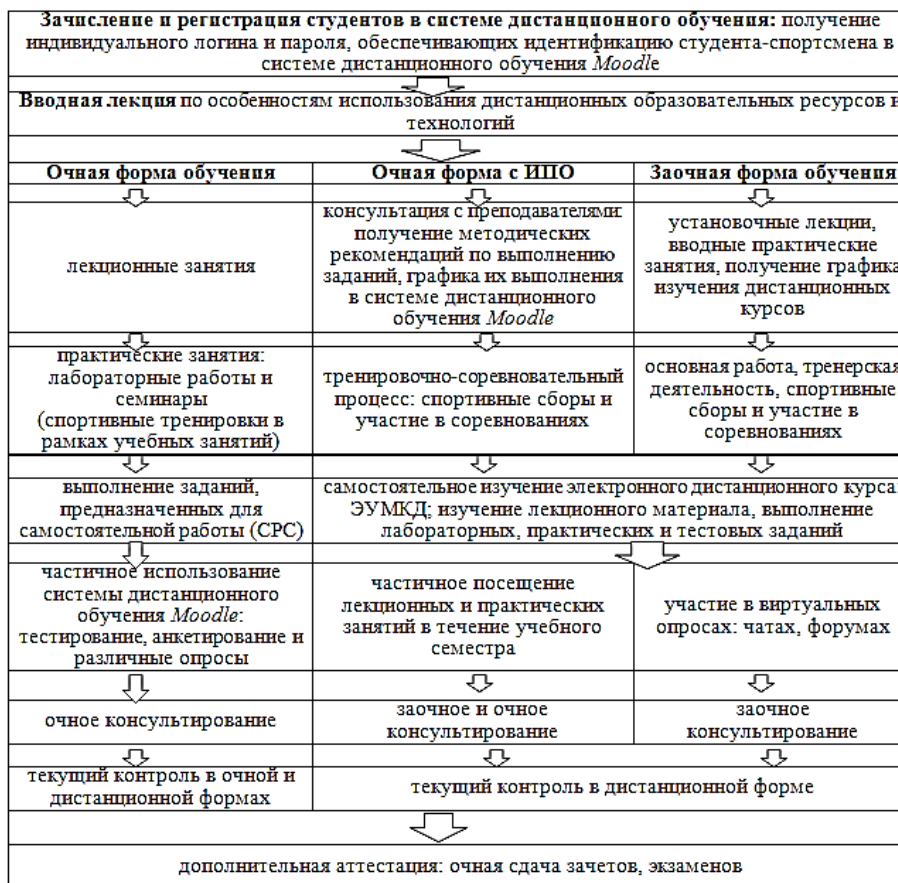 Зачисление и регистрация студентов в системе дистанционного обучения: получение
индивидуального логина и пароля, обеспечивающих идентификацию студента-спортсмена в
системе дистанционного обучения Moodle
Вводная лекция по особенностям использования дистанционных образовательных ресурсов и
технологий
Очная форма обучения
Очная форма с ИПО
Заочная форма обучения
лекционные занятия
консультация с преподавателями:
получение методических
рекомендаций по выполнению
заданий, графика их выполнения
в системе дистанционного
обучения Moodle
установочные лекции,
вводные практические
занятия, получение графика
изучения дистанционных
курсов
практические занятия:
лабораторные работы и
семинары
(спортивные тренировки в
рамках учебных занятий)
тренировочно-соревновательный
процесс: спортивные сборы и
участие в соревнованиях
основная работа, тренерская
деятельность, спортивные
сборы и участие в
соревнованиях
выполнение заданий,
предназначенных для
самостоятельной работы (СРС)
самостоятельное изучение электронного дистанционного курса
ЭУМКД; изучение лекционного материала, выполнение
лабораторных, практических и тестовых заданий
частичное использование
системы дистанционного
обучения Moodle:
тестирование, анкетирование и
различные опросы
частичное посещение
лекционных и практических
занятий в течение учебного
семестра
участие в виртуальных
опросах: чатах, форумах
очное консультирование
заочное и очное
консультирование
заочное
консультирование
текущий контроль в очной и
дистанционной формах
текущий контроль в дистанционной форме
дополнительная аттестация: очная сдача зачетов, экзаменов